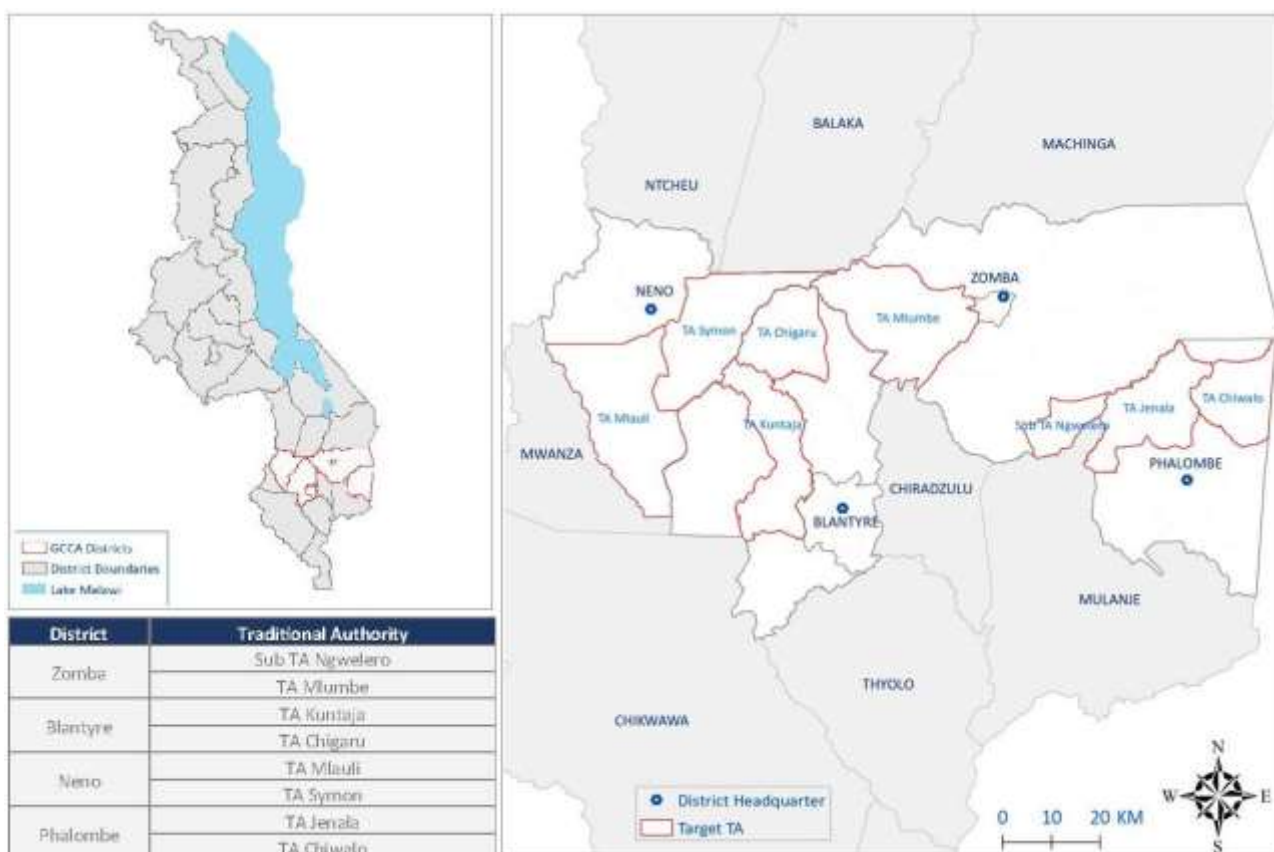 GCCA Districts
District Boundaries
Lake Malawi
District Traditional Authority
Zomba
Sub TA Ngwelero
TA Mlumbe
Blantyre
TA Kuntaja
TA Chigaru
Neno
TA Mlauli
TA Symon
Phalombe
TA Jenala
TA Chiwalo
BALAKA
MACHINGA
NTCHEU
ZOMBA
NENO
TA Mlumbe
TA Symon
TA Chigaru
TA Chiwalo
TA Jenala
TA Mlauli
TA Kuntaja
Sub TA Ngwelero
MWANZA
PHALOMBE
CHIRADZULU
BLANTYRE
MULANJE
THYOLO
CHIKWAWA
District Headquarter
Target TA
0 10 20 KM
N
W E
S